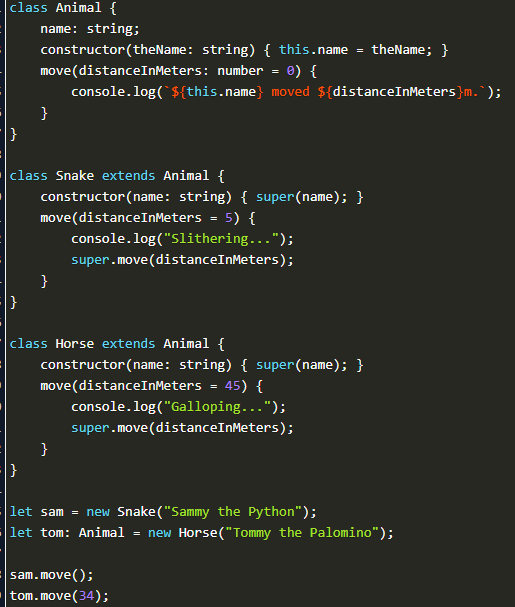 class Animal {
    name: string;
    constructor(theName: string) { this.name = theName; }
    move(distanceInMeters: number = 0) {
        console.log(`${this.name} moved ${distanceInMeters}m.`);
    }
}

class Snake extends Animal {
    constructor(name: string) { super(name); }
    move(distanceInMeters = 5) {
        console.log("Slithering...");
        super.move(distanceInMeters);
    }
}

class Horse extends Animal {
    constructor(name: string) { super(name); }
    move(distanceInMeters = 45) {
        console.log("Galloping...");
        super.move(distanceInMeters);
    }
}

let sam = new Snake("Sammy the Python");
let tom: Animal = new Horse("Tommy the Palomino");

sam.move();
tom.move(34);